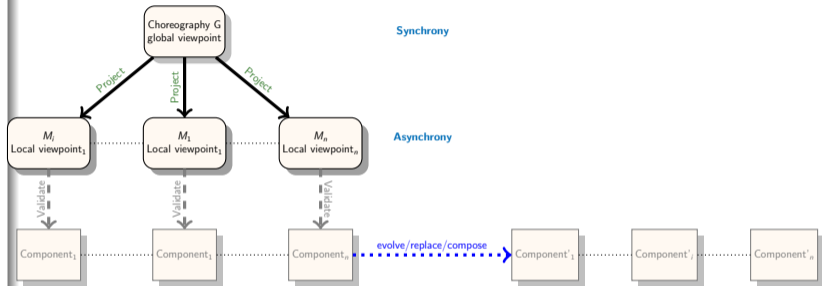 Choreography G
global viewpoint
Synchrony
Project
Project
Project
Mᵢ
Local viewpoint₁
M₁
Local viewpoint₁
Mₙ
Local viewpointₙ
Asynchrony
Validate
Validate
Validate
evolve/replace/compose
Component₁
Component₁
Componentₙ
Component'₁
Component'ᵢ
Component'ₙ